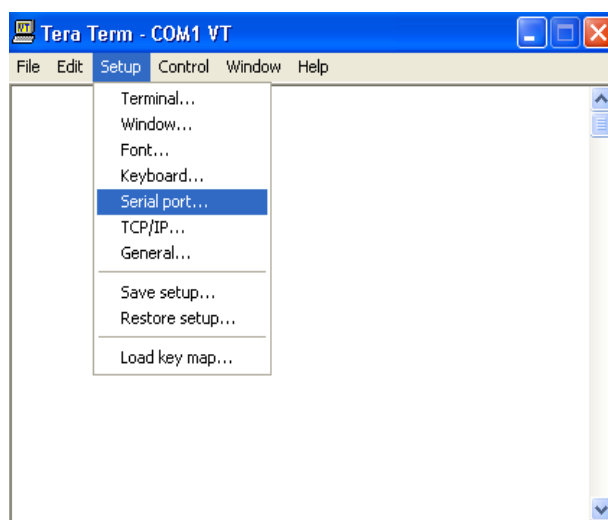 Tera Term - COM1 VT
File Edit Setup Control Window Help
Terminal...
Window...
Font...
Keyboard...
Serial port...
TCP/IP...
General...
Save setup...
Restore setup...
Load key map...